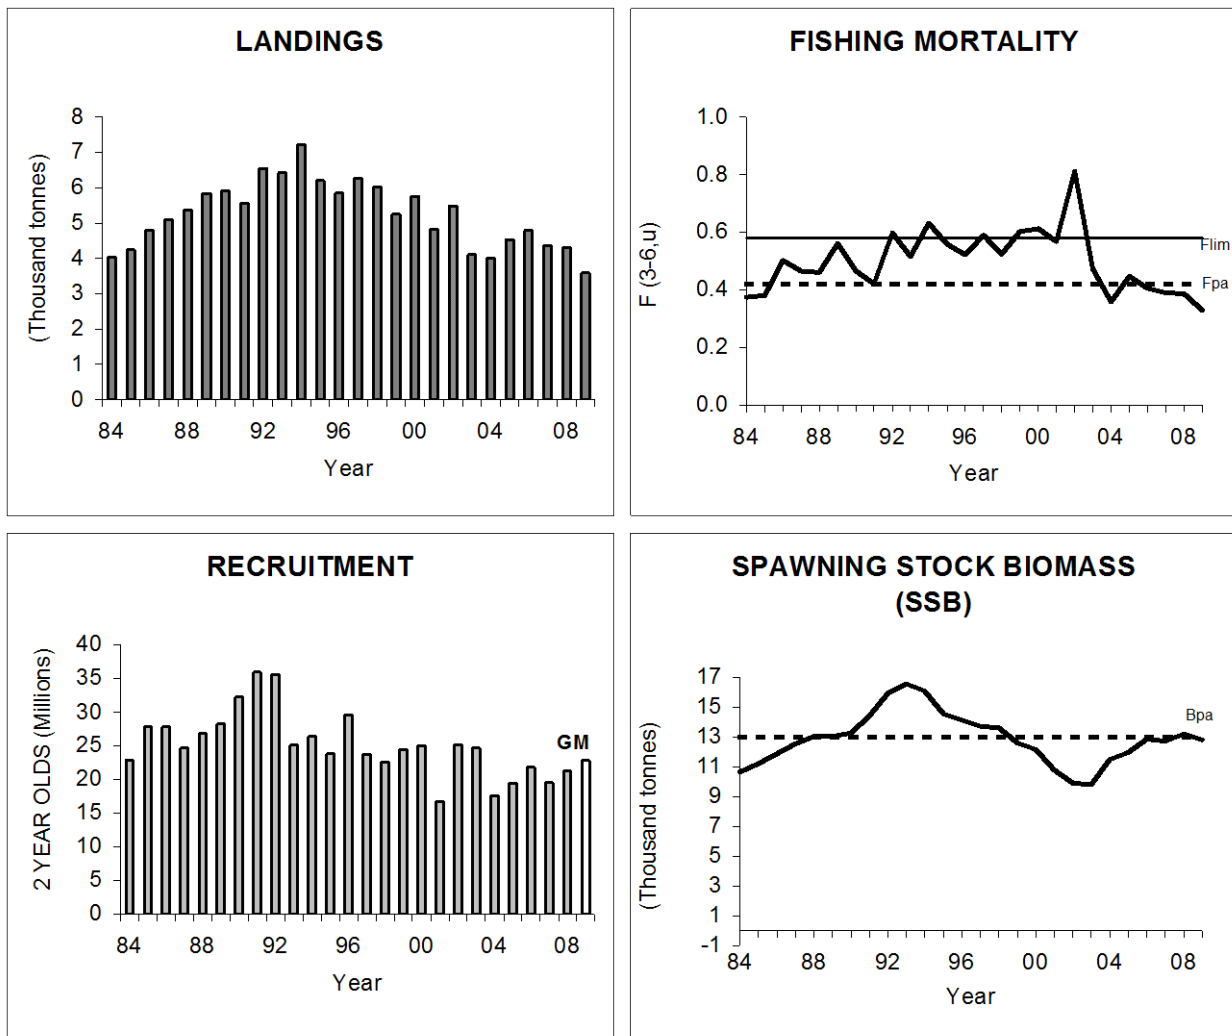 LANDINGS
(Thousand tonnes)
8
7
6
5
4
3
2
1
0
84 88 92 96 00 04 08
Year
FISHING MORTALITY
F (3-6,u)
1.0
0.8
0.6
0.4
0.2
0.0
Flim
Fpa
84 88 92 96 00 04 08
Year
RECRUITMENT
2 YEAR OLDS (Millions)
40
35
30
25
20
15
10
5
0
GM
84 88 92 96 00 04 08
Year
SPAWNING STOCK BIOMASS
(SSB)
(Thousand tonnes)
17
15
13
11
9
7
5
3
1
-1
Bpa
84 88 92 96 00 04 08
Year